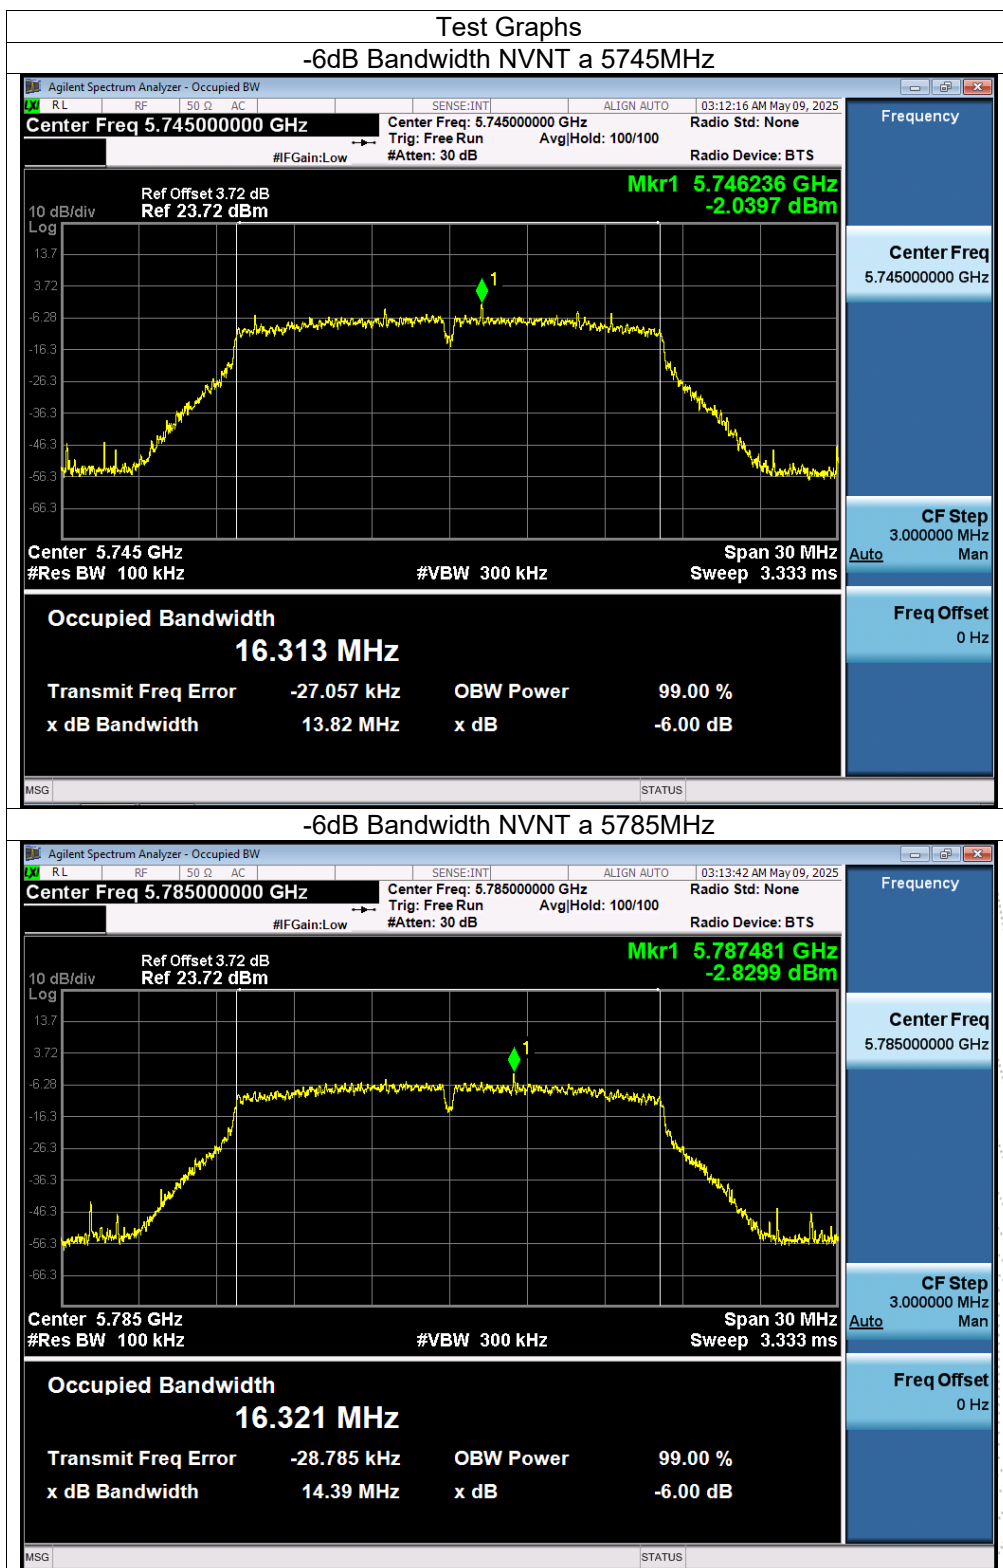 Test Graphs
-6dB Bandwidth NVNT a 5745MHz
Agilent Spectrum Analyzer - Occupied BW
LXI RL RF 50 Ω AC SENSE:INT ALIGN AUTO 03:12:16 AM May 09, 2025
Center Freq 5.745000000 GHz Center Freq: 5.745000000 GHz Radio Std: None Frequency
Trig: Free Run Avg|Hold: 100/100
#IFGain:Low #Atten: 30 dB Radio Device: BTS
Mkr1 5.746236 GHz
Ref Offset 3.72 dB
-2.0397 dBm
10 dB/div Ref 23.72 dBm
Log
13.7
3.72
-6.28
-16.3
-26.3
-36.3
-46.3
-56.3
-66.3
1
Center Freq
5.745000000 GHz
CF Step
3.000000 MHz
Auto Man
Center 5.745 GHz Span 30 MHz
#Res BW 100 kHz #VBW 300 kHz Sweep 3.333 ms
Freq Offset
0 Hz
Occupied Bandwidth
16.313 MHz
Transmit Freq Error -27.057 kHz OBW Power 99.00 %
x dB Bandwidth 13.82 MHz x dB -6.00 dB
MSG STATUS
-6dB Bandwidth NVNT a 5785MHz
Agilent Spectrum Analyzer - Occupied BW
LXI RL RF 50 Ω AC SENSE:INT ALIGN AUTO 03:13:42 AM May 09, 2025
Center Freq 5.785000000 GHz Center Freq: 5.785000000 GHz Radio Std: None Frequency
Trig: Free Run Avg|Hold: 100/100
#IFGain:Low #Atten: 30 dB Radio Device: BTS
Mkr1 5.787481 GHz
Ref Offset 3.72 dB
-2.8299 dBm
10 dB/div Ref 23.72 dBm
Log
13.7
3.72
-6.28
-16.3
-26.3
-36.3
-46.3
-56.3
-66.3
1
Center Freq
5.785000000 GHz
CF Step
3.000000 MHz
Auto Man
Center 5.785 GHz Span 30 MHz
#Res BW 100 kHz #VBW 300 kHz Sweep 3.333 ms
Freq Offset
0 Hz
Occupied Bandwidth
16.321 MHz
Transmit Freq Error -28.785 kHz OBW Power 99.00 %
x dB Bandwidth 14.39 MHz x dB -6.00 dB
MSG STATUS